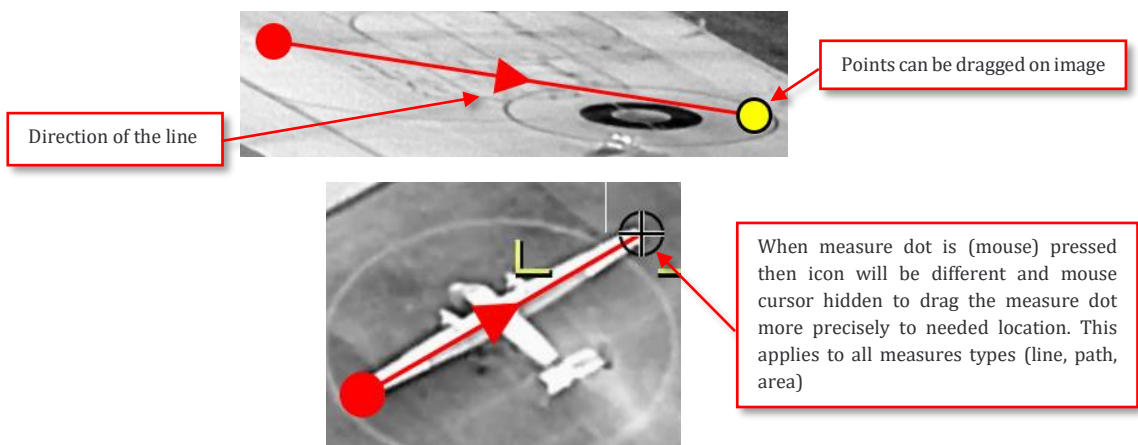 Points can be dragged on image
Direction of the line
When measure dot is (mouse) pressed
then icon will be different and mouse
cursor hidden to drag the measure dot
more precisely to needed location. This
applies to all measures types (line, path,
area)